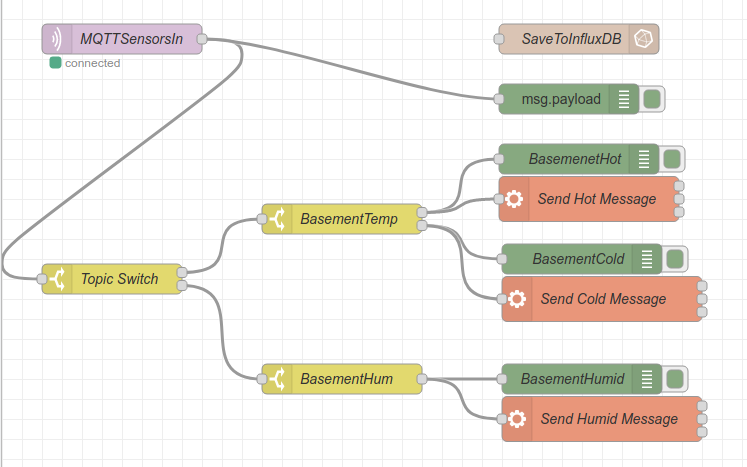 MQTTSensorsIn
connected
SaveToInfluxDB
msg.payload
BasemenetHot
Send Hot Message
BasementTemp
BasementCold
Topic Switch
Send Cold Message
BasementHum
BasementHumid
Send Humid Message